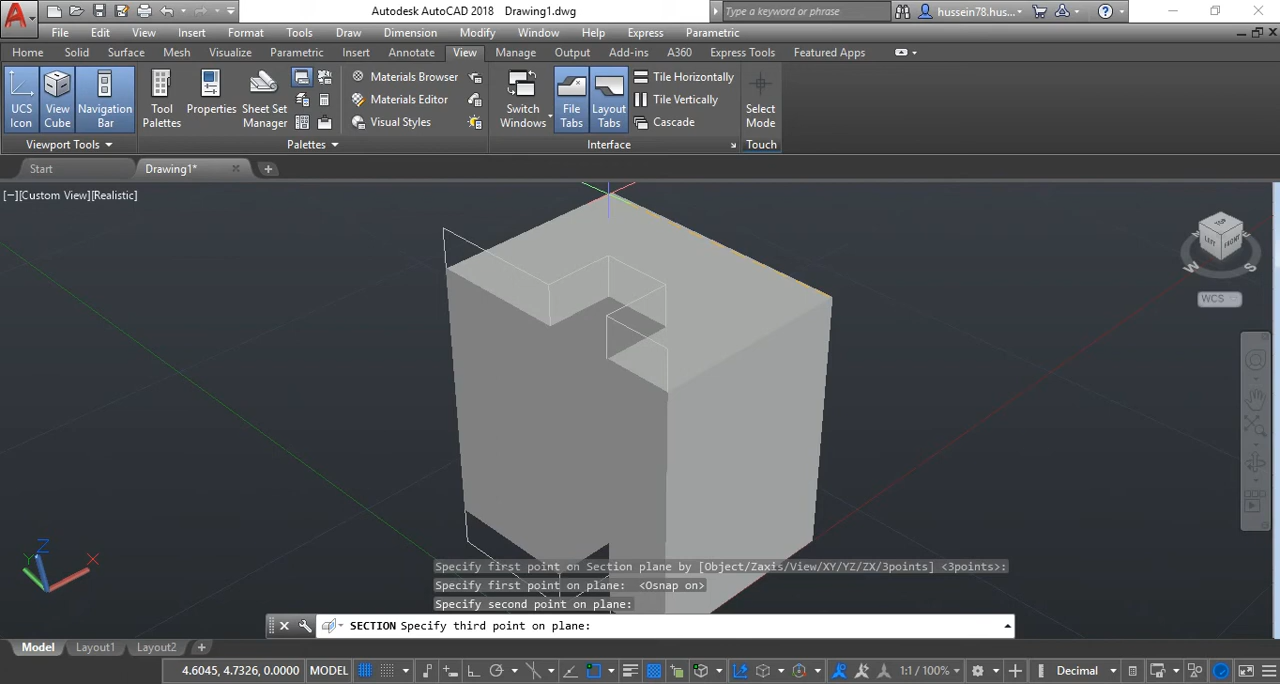 Autodesk AutoCAD 2018 Drawing1.dwg Type a keyword or phrase hussein78.hus...
File Edit View Insert Format Tools Draw Dimension Modify Window Help Express Parametric
Home Solid Surface Mesh Visualize Parametric Insert Annotate View Manage Output Add-ins A360 Express Tools Featured Apps
UCS Icon
View Cube
Navigation Bar
Tool Palettes
Properties
Sheet Set Manager
Materials Browser
Materials Editor
Visual Styles
Switch Windows
File Tabs
Layout Tabs
Tile Horizontally
Tile Vertically
Cascade
Select Mode
Viewport Tools Palettes Interface Touch
Start Drawing1*
[−][Custom View][Realistic]
TOP
LEFT FRONT
W S
WCS
Z
Y X
Specify first point on Section plane by [Object/Zaxis/View/XY/YZ/ZX/3points] <3points>:
Specify first point on plane: <Osnap on>
Specify second point on plane:
SECTION Specify third point on plane:
Model Layout1 Layout2
4.6045, 4.7326, 0.0000 MODEL 1:1 / 100% Decimal